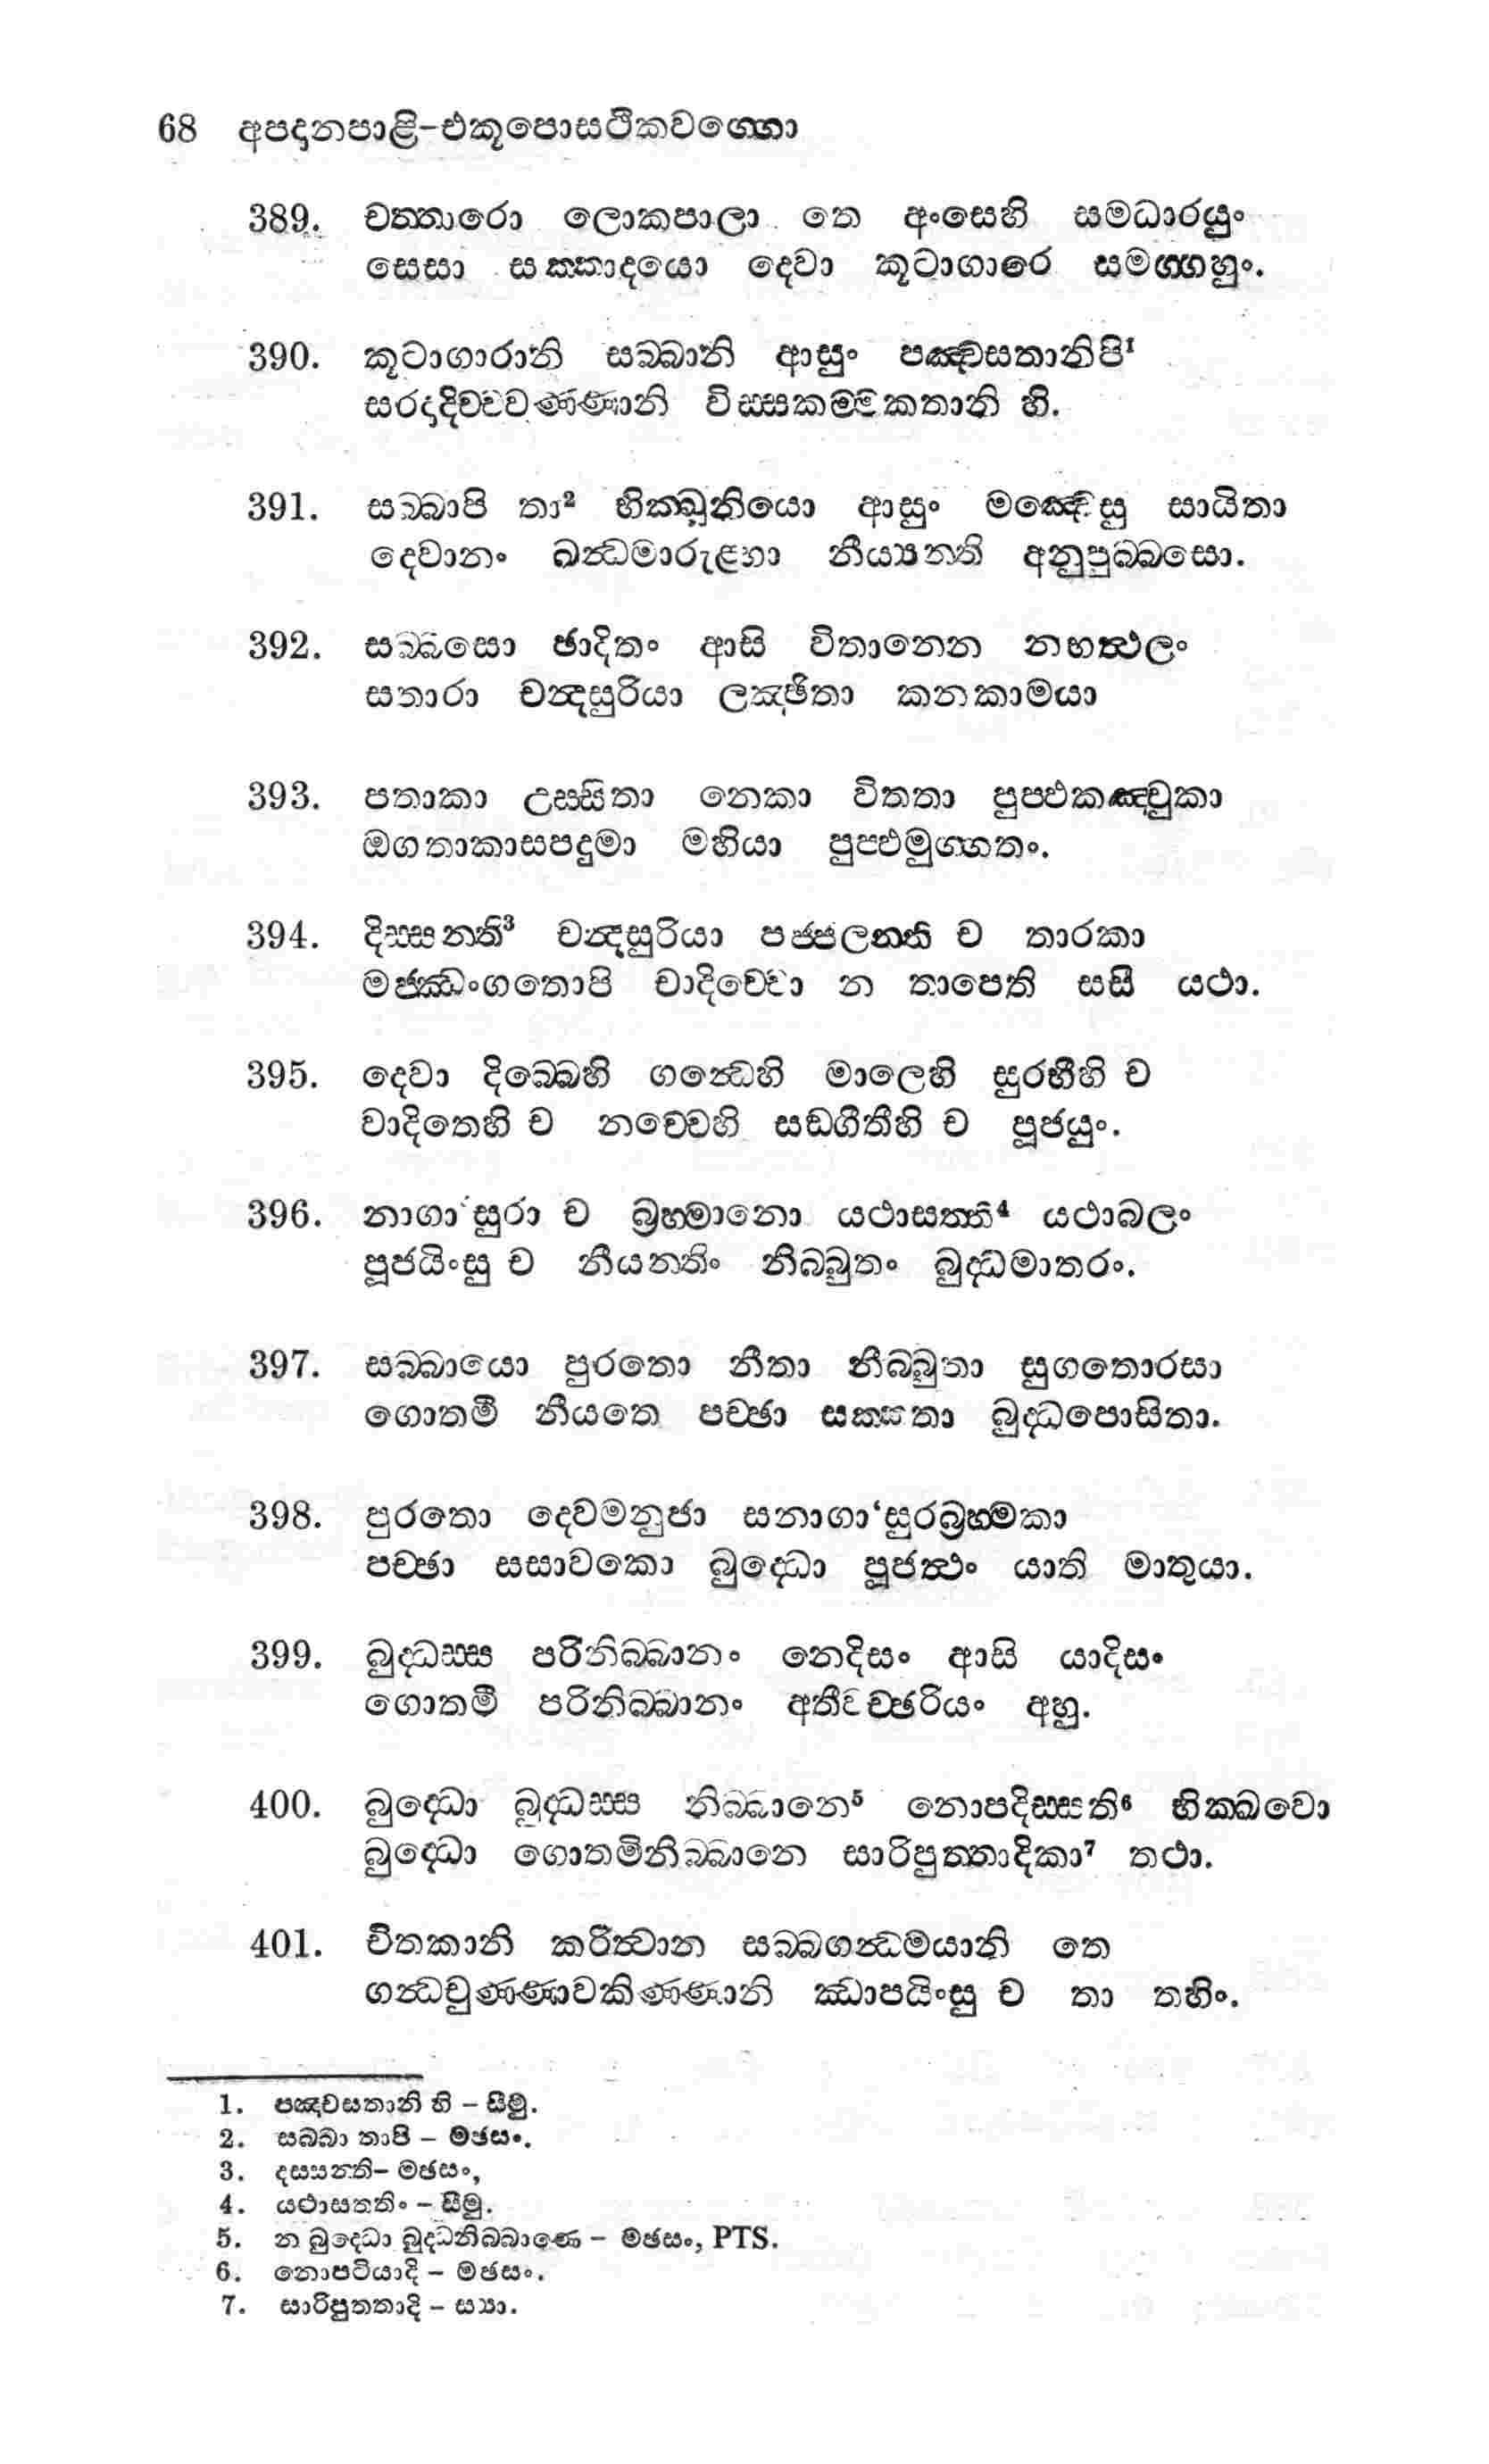 68 අපදානපාළි-එකූපොසථිකවග්ගො
389. චත්තාරො ලොකපාලා තෙ අංසෙහි සමධාරයුං
සෙසා සක්කාදයො දෙවා කූටාගාරෙ සමග්ගහුං.
390. කූටාගාරානි සබ්බානි ආසුං පඤ්චසතානිපි¹
සරදාදිච්චවණ්ණානි විස්සකම්මකතානි හි.
391. සබ්බාපි තා² භික්ඛුනියො ආසුං මඤ්චෙසු සායිතා
දෙවානං ඛන්ධමාරුළ්හා නීය්‍යන්ති අනුපුබ්බසො.
392. සබ්බසො ඡාදිතං ආසි විතානෙන නභත්ථලං
සතාරා චන්දසුරියා ලඤ්ඡිතා කනකාමයා
393. පතාකා උස්සිතා නෙකා විතතා පුප්ඵකඤ්චුකා
ඔගතාකාසපදුමා මහියා පුප්ඵමුග්ගතං.
394. දිස්සන්ති³ චන්දසුරියා පජ්ජලන්ති ච තාරකා
මජ්ඣංගතොපි චාදිච්චො න තාපෙති සසී යථා.
395. දෙවා දිබ්බෙහි ගන්ධෙහි මාලෙහි සුරභීහි ච
වාදිතෙහි ච නච්චෙහි සඞ්ගීතීහි ච පූජයුං.
396. නාගා'සුරා ච බ්‍රහ්මානො යථාසත්ති⁴ යථාබලං
පූජයිංසු ච නීයන්තිං නිබ්බුතං බුද්ධමාතරං.
397. සබ්බායො පුරතො නීතා නිබ්බුතා සුගතොරසා
ගොතමී නීයතෙ පච්ඡා සක්කතා බුද්ධපොසිතා.
398. පුරතො දෙවමනුජා සනාගා‘සුරබ්‍රහ්මකා
පච්ඡා සසාවකො බුද්ධො පූජත්ථං යාති මාතුයා.
399. බුද්ධස්ස පරිනිබ්බානං නෙදිසං ආසි යාදිසං
ගොතමී පරිනිබ්බානං අතීවච්ඡරියං අහු.
400. බුද්ධො බුද්ධස්ස නිබ්බානෙ⁵ නොපදිස්සති⁶ භික්ඛවො
බුද්ධො ගොතමිනිබ්බානෙ සාරිපුත්තාදිකා⁷ තථා.
401. චිතකානි කරිත්වාන සබ්බගන්ධමයානි තෙ
ගන්ධචුණ්ණාවකිණ්ණානි ඣාපයිංසු ච තා තහිං.
1. පඤ්චසතානි හි – සීමු.
2. සබ්බා තාපි – මඡසං.
3. දස්සන්ති– මඡසං,
4. යථාසත්තිං – සීමු.
5. න බුද්ධො බුද්ධනිබ්බාණෙ – මඡසං, PTS.
6. නොපටියාදි – මඡසං.
7. සාරිපුත්තාදි – ස්‍යා.